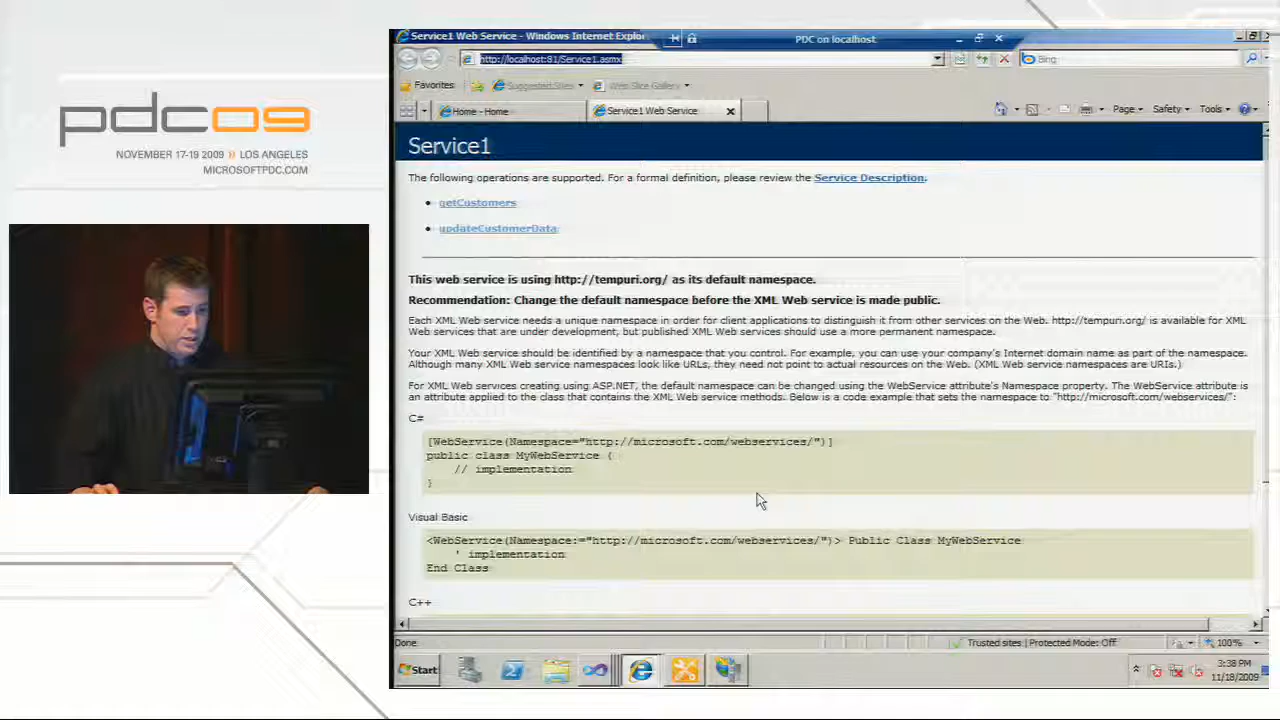 pdc09
NOVEMBER 17-19 2009 » LOS ANGELES
MICROSOFTPDC.COM
Service1 Web Service - Windows Internet Explor
PDC on localhost
http://localhost:81/Service1.asmx
Bing
Favorites
Suggested Sites
Web Slice Gallery
Home - Home
Service1 Web Service
Page
Safety
Tools
Service1
The following operations are supported. For a formal definition, please review the Service Description.
getCustomers
updateCustomerData
This web service is using http://tempuri.org/ as its default namespace.
Recommendation: Change the default namespace before the XML Web service is made public.
Each XML Web service needs a unique namespace in order for client applications to distinguish it from other services on the Web. http://tempuri.org/ is available for XML
Web services that are under development, but published XML Web services should use a more permanent namespace.
Your XML Web service should be identified by a namespace that you control. For example, you can use your company's Internet domain name as part of the namespace.
Although many XML Web service namespaces look like URLs, they need not point to actual resources on the Web. (XML Web service namespaces are URIs.)
For XML Web services creating using ASP.NET, the default namespace can be changed using the WebService attribute's Namespace property. The WebService attribute is
an attribute applied to the class that contains the XML Web service methods. Below is a code example that sets the namespace to "http://microsoft.com/webservices/":
C#
[WebService(Namespace="http://microsoft.com/webservices/")]
public class MyWebService {
// implementation
}
Visual Basic
<WebService(Namespace:="http://microsoft.com/webservices/")> Public Class MyWebService
' implementation
End Class
C++
Done
Trusted sites | Protected Mode: Off
100%
Start
3:38 PM
11/18/2009